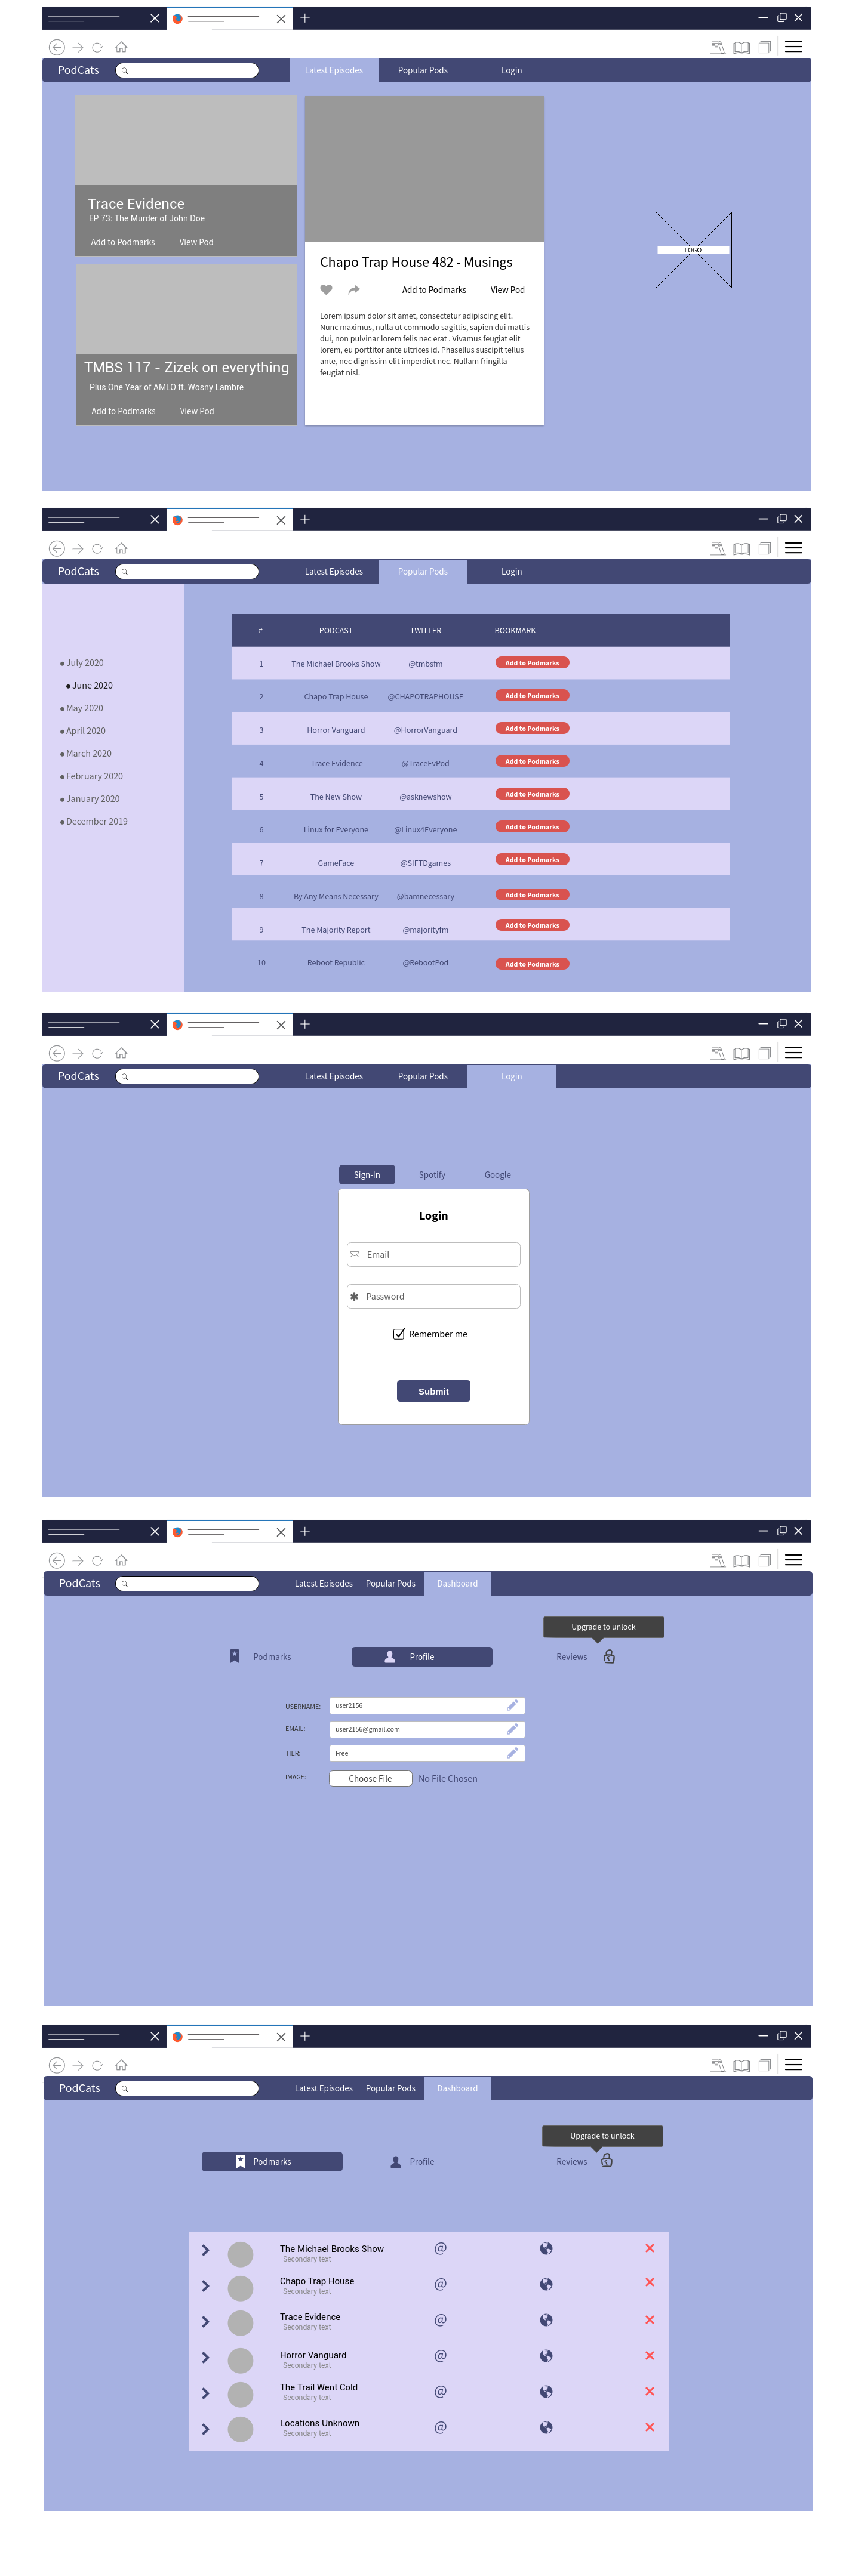 PodCats
Latest Episodes
Popular Pods
Login
Trace Evidence
EP 73: The Murder of John Doe
Add to Podmarks
View Pod
TMBS 117 - Zizek on everything
Plus One Year of AMLO ft. Wosny Lambre
Add to Podmarks
View Pod
Chapo Trap House 482 - Musings
Add to Podmarks
View Pod
Lorem ipsum dolor sit amet, consectetur adipiscing elit.
Nunc maximus, nulla ut commodo sagittis, sapien dui mattis
dui, non pulvinar lorem felis nec erat . Vivamus feugiat elit
lorem, eu porttitor ante ultrices id. Phasellus suscipit tellus
ante, nec dignissim elit imperdiet nec. Nullam fringilla
feugiat nisl.
LOGO
PodCats
Latest Episodes
Popular Pods
Login
July 2020
June 2020
May 2020
April 2020
March 2020
February 2020
January 2020
December 2019
# PODCAST TWITTER BOOKMARK
1 The Michael Brooks Show @tmbsfm Add to Podmarks
2 Chapo Trap House @CHAPOTRAPHOUSE Add to Podmarks
3 Horror Vanguard @HorrorVanguard Add to Podmarks
4 Trace Evidence @TraceEvPod Add to Podmarks
5 The New Show @asknewshow Add to Podmarks
6 Linux for Everyone @Linux4Everyone Add to Podmarks
7 GameFace @SIFTDgames Add to Podmarks
8 By Any Means Necessary @bamnecessary Add to Podmarks
9 The Majority Report @majorityfm Add to Podmarks
10 Reboot Republic @RebootPod Add to Podmarks
PodCats
Latest Episodes
Popular Pods
Login
Sign-In
Spotify
Google
Login
Email
Password
Remember me
Submit
PodCats
Latest Episodes
Popular Pods
Dashboard
Upgrade to unlock
Podmarks
Profile
Reviews
USERNAME: user2156
EMAIL: user2156@gmail.com
TIER: Free
IMAGE: Choose File No File Chosen
PodCats
Latest Episodes
Popular Pods
Dashboard
Upgrade to unlock
Podmarks
Profile
Reviews
The Michael Brooks Show
Secondary text
@
Chapo Trap House
Secondary text
@
Trace Evidence
Secondary text
@
Horror Vanguard
Secondary text
@
The Trail Went Cold
Secondary text
@
Locations Unknown
Secondary text
@